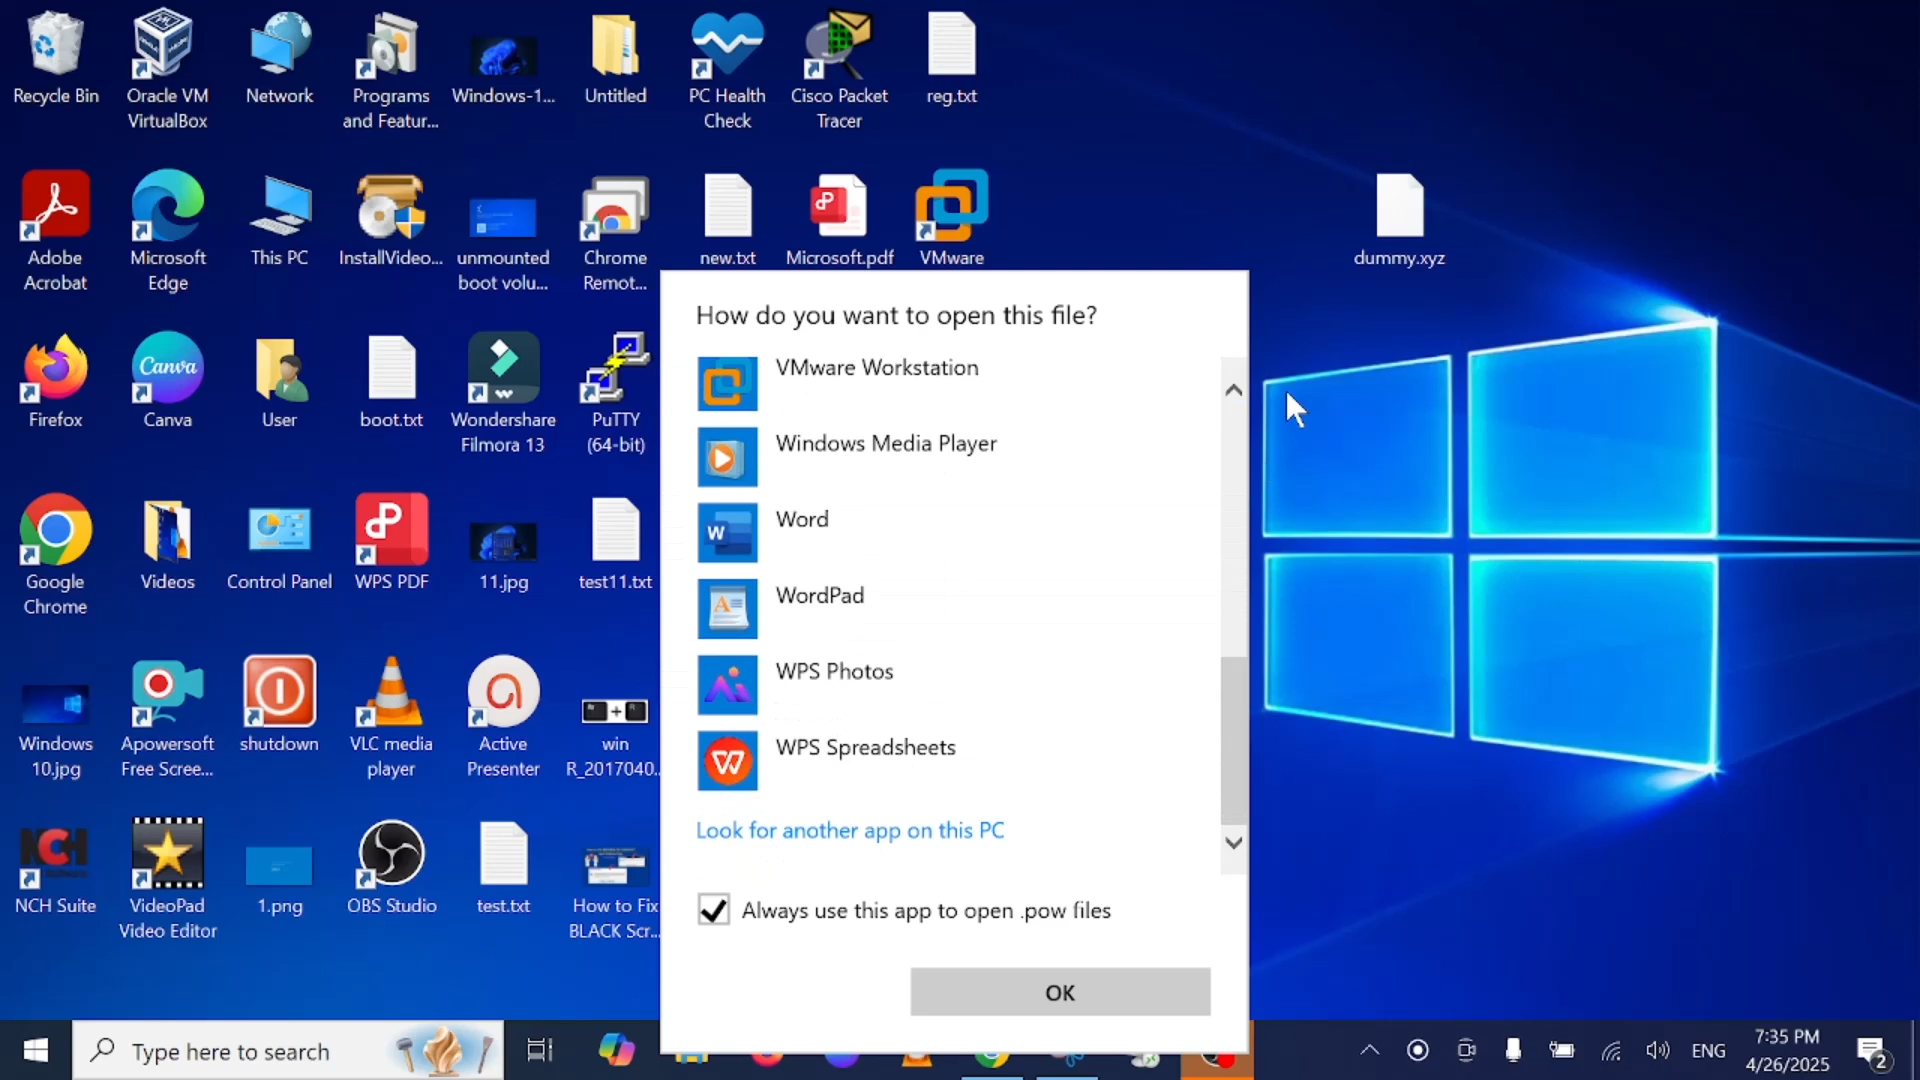 Recycle Bin
Oracle VM
VirtualBox
Network
Programs
and Featur...
Windows-1...
Untitled
PC Health
Check
Cisco Packet
Tracer
reg.txt
Adobe
Acrobat
Microsoft
Edge
This PC
InstallVideo...
unmounted
boot volu...
Chrome
Remot...
new.txt
Microsoft.pdf
VMware
dummy.xyz
Firefox
Canva
Canva
User
boot.txt
Wondershare
Filmora 13
PuTTY
(64-bit)
Google
Chrome
Videos
Control Panel
WPS PDF
11.jpg
test11.txt
Windows
10.jpg
Apowersoft
Free Scree...
shutdown
VLC media
player
Active
Presenter
win
R_2017040...
NCH
NCH Suite
VideoPad
Video Editor
1.png
OBS Studio
test.txt
How to Fix
BLACK Scr...
How do you want to open this file?
VMware Workstation
Windows Media Player
Word
WordPad
WPS Photos
WPS Spreadsheets
Look for another app on this PC
Always use this app to open .pow files
OK
Type here to search
ENG
7:35 PM
4/26/2025
2